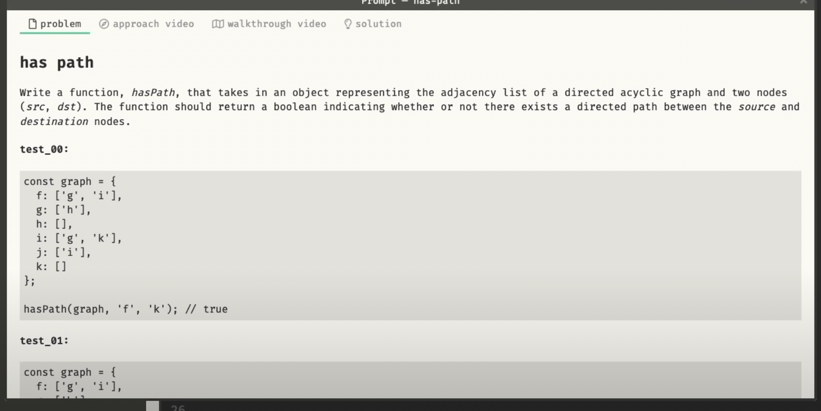 Prompt — has-path
problem
approach video
walkthrough video
solution
has path
Write a function, hasPath, that takes in an object representing the adjacency list of a directed acyclic graph and two nodes
(src, dst). The function should return a boolean indicating whether or not there exists a directed path between the source and
destination nodes.
test_00:
const graph = {
f: ['g', 'i'],
g: ['h'],
h: [],
i: ['g', 'k'],
j: ['i'],
k: []
};
hasPath(graph, 'f', 'k'); // true
test_01:
const graph = {
f: ['g', 'i'],
26